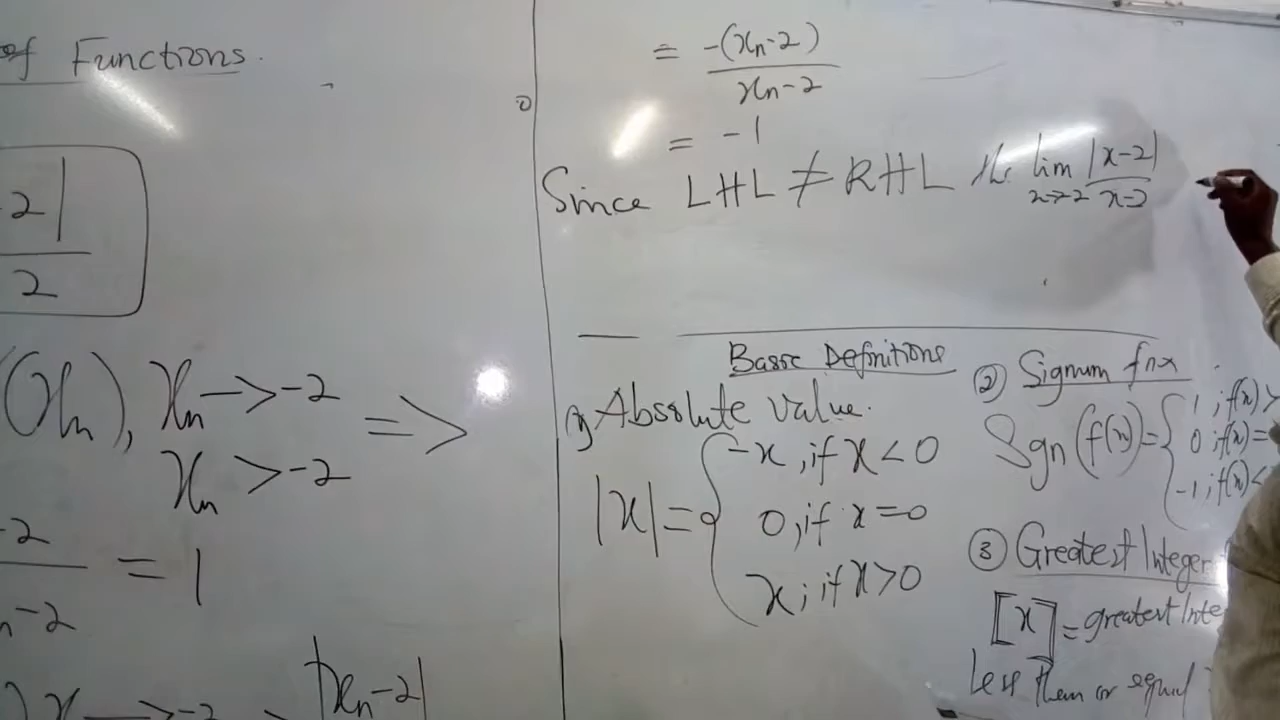 of Functions.
2|
2
(xn), xn -> -2 =>
xn > -2
-2
n-2
= 1
xn -> -2
|xn-2|
= -(xn-2)
xn-2
= -1
Since LHL ≠ RHL the lim |x-2|
x->2 x-2
Basic Definitions
1) Absolute value.
|x| = { -x, if x < 0
0, if x = 0
x, if x > 0
② Signum fnx
Sgn(f(x)) = { 1, if f(x) >
0 if f(x) =
-1, if f(x) <
③ Greatest Integer
[x] = greatest Inte
Less than or equal